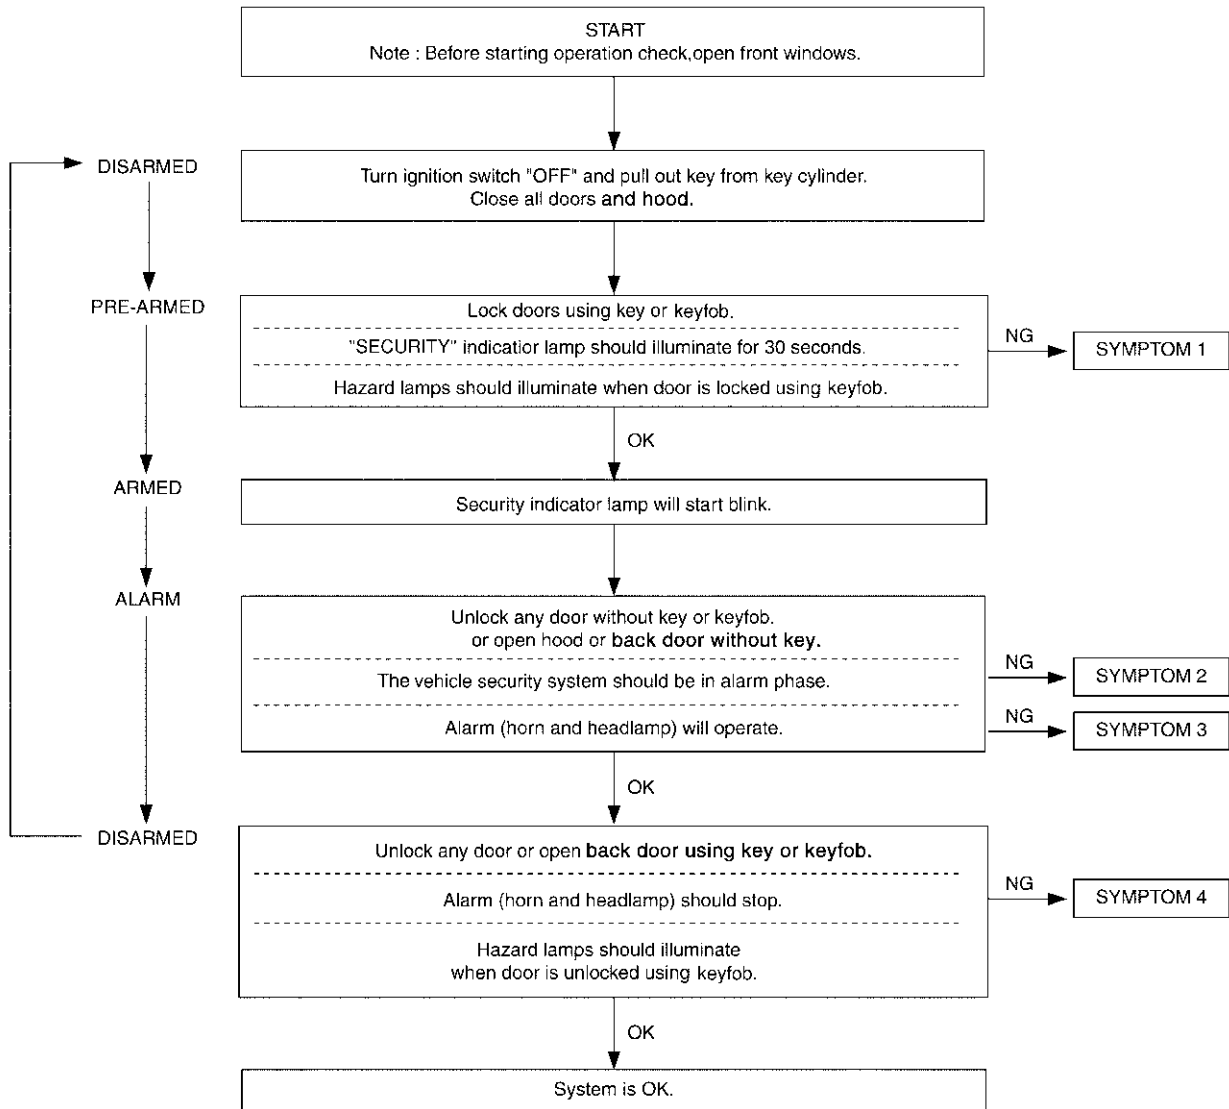 START
Note : Before starting operation check,open front windows.
DISARMED
Turn ignition switch "OFF" and pull out key from key cylinder.
Close all doors and hood.
PRE-ARMED
Lock doors using key or keyfob.
"SECURITY" indicatior lamp should illuminate for 30 seconds.
Hazard lamps should illuminate when door is locked using keyfob.
NG
SYMPTOM 1
OK
ARMED
Security indicator lamp will start blink.
ALARM
Unlock any door without key or keyfob.
or open hood or back door without key.
The vehicle security system should be in alarm phase.
NG
SYMPTOM 2
Alarm (horn and headlamp) will operate.
NG
SYMPTOM 3
OK
DISARMED
Unlock any door or open back door using key or keyfob.
Alarm (horn and headlamp) should stop.
NG
SYMPTOM 4
Hazard lamps should illuminate
when door is unlocked using keyfob.
OK
System is OK.